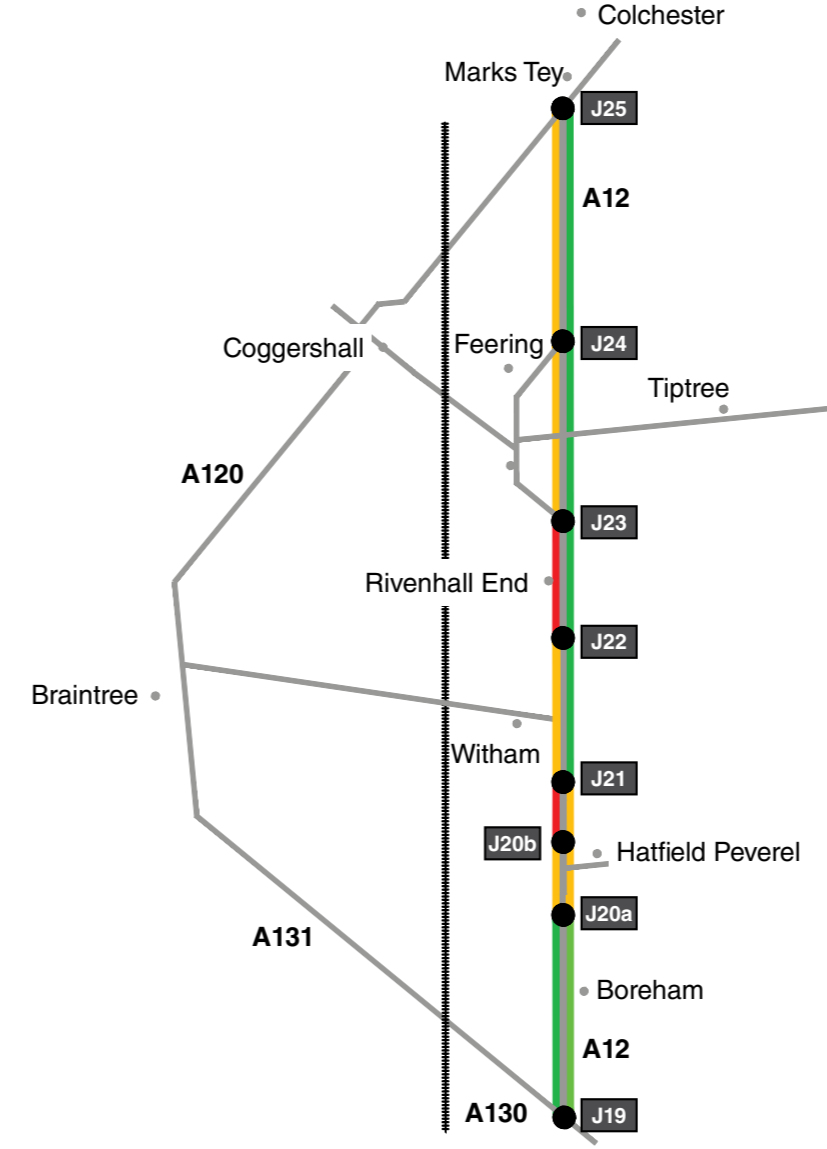 Colchester
Marks Tey
J25
A12
J24
Feering
Coggershall
Tiptree
A120
J23
Rivenhall End
J22
Braintree
Witham
J21
J20b
Hatfield Peverel
J20a
A131
Boreham
A12
A130
J19